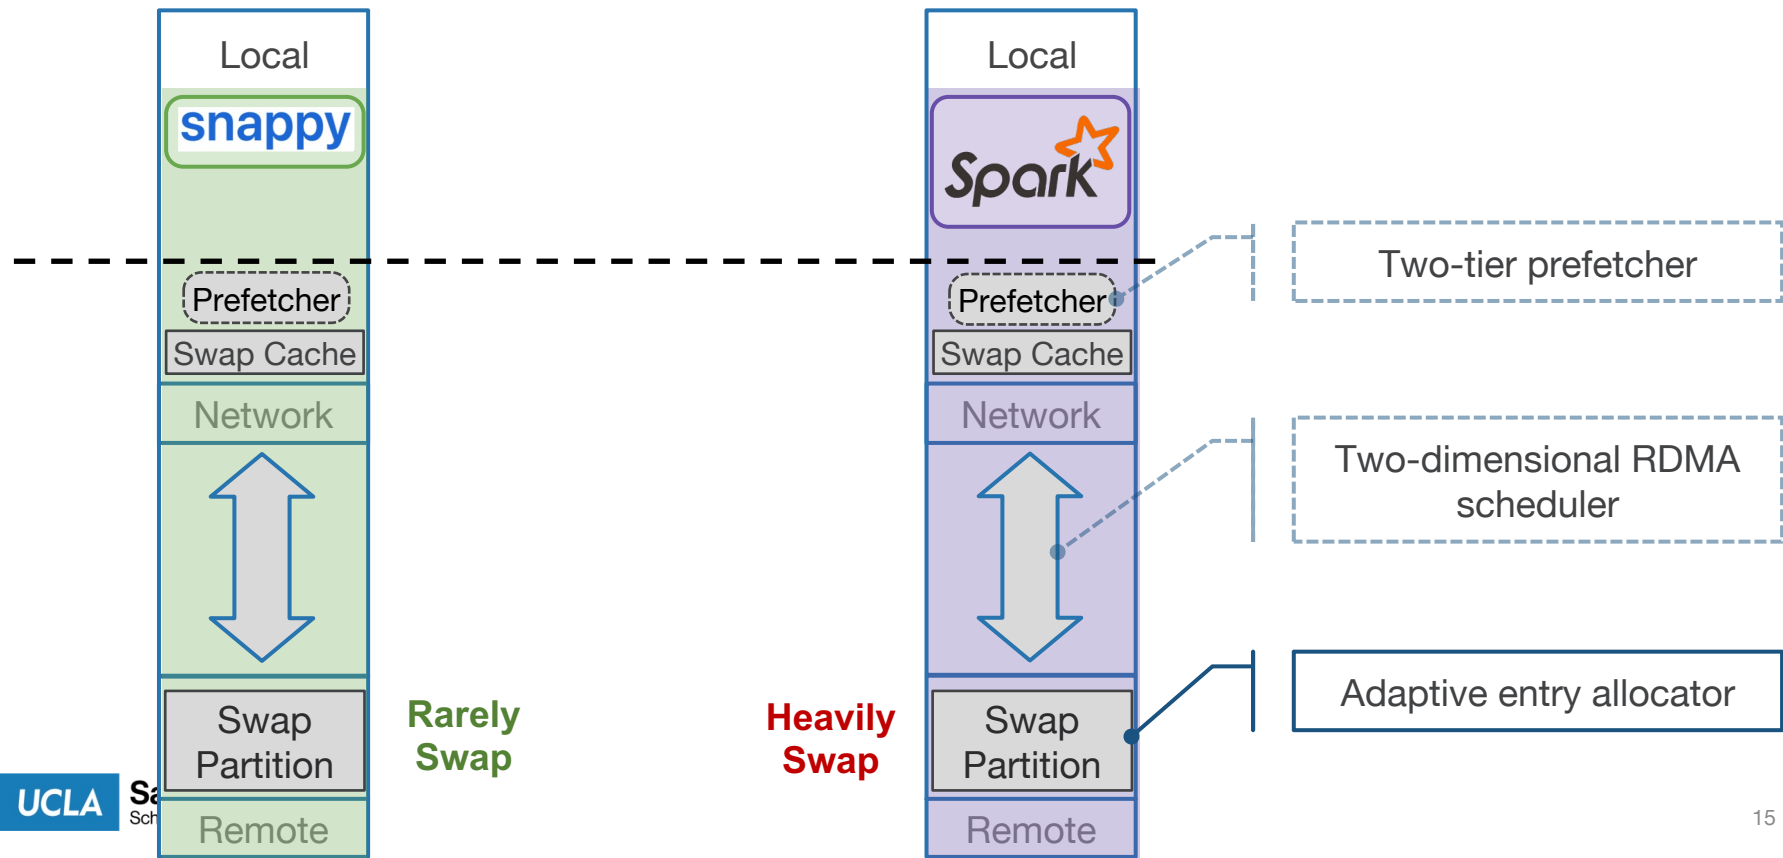 Local
snappy
Prefetcher
Swap Cache
Network
Swap
Partition
Remote
Rarely
Swap
Local
Spark
Prefetcher
Swap Cache
Network
Swap
Partition
Remote
Heavily
Swap
Two-tier prefetcher
Two-dimensional RDMA
scheduler
Adaptive entry allocator
UCLA
15